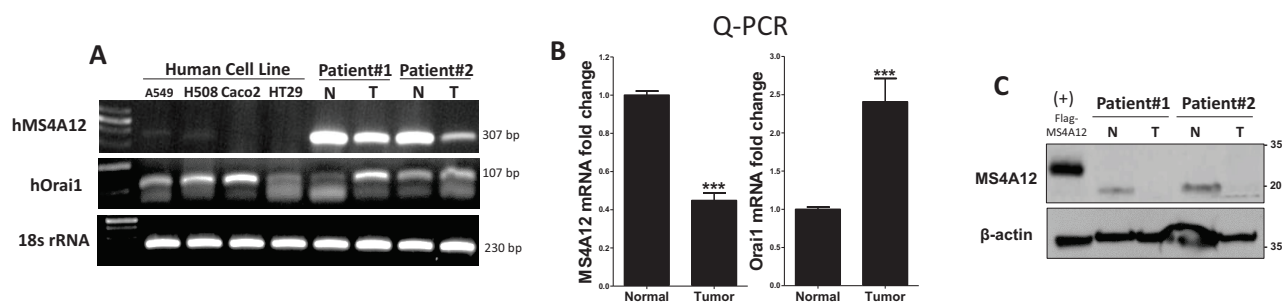 Q-PCR
A
Human Cell Line
Patient#1
Patient#2
A549
H508
Caco2
HT29
N
T
N
T
hMS4A12
307 bp
hOrai1
107 bp
18s rRNA
230 bp
B
MS4A12 mRNA fold change
1.2
1.0
0.8
0.6
0.4
0.2
0.0
***
Normal
Tumor
Orai1 mRNA fold change
3.0
2.5
2.0
1.5
1.0
0.5
0.0
***
Normal
Tumor
C
(+)
Flag-
MS4A12
Patient#1
Patient#2
N
T
N
T
MS4A12
35
20
β-actin
35